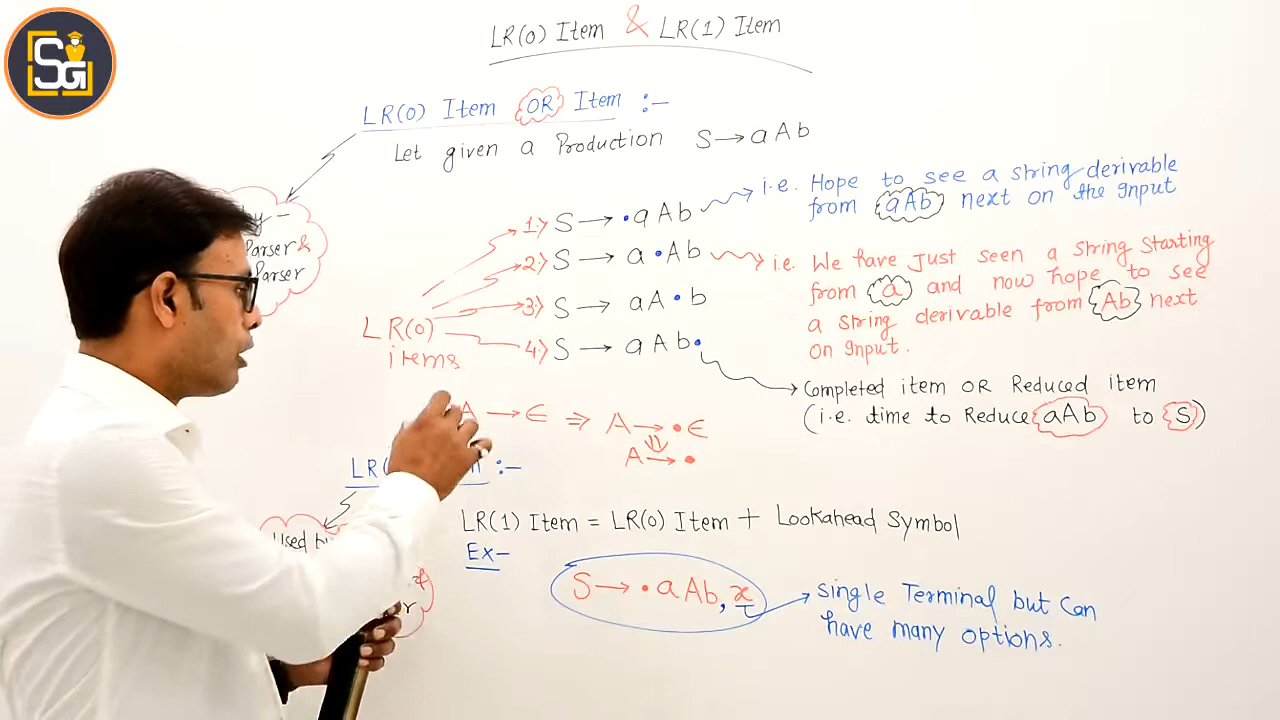 SG
LR(0) Item & LR(1) Item
LR(0) Item OR Item :-
Let given a Production S → aAb
Parser &
Parser
LR(0)
items
1:> S → •aAb
i.e. Hope to see a string derivable
from aAb next on the Input
2:> S → a•Ab
i.e. We have just seen a string starting
from a and now hope to see
a string derivable from Ab next
on Input.
3:> S → aA•b
4:> S → aAb•
Completed item OR Reduced item
(i.e. time to Reduce aAb to S)
A → ∈ ⇒ A → •∈
⇓
A → •
:-
Used
&
LR(1) Item = LR(0) Item + Lookahead Symbol
Ex-
S → •aAb, x
single Terminal but can
have many options.